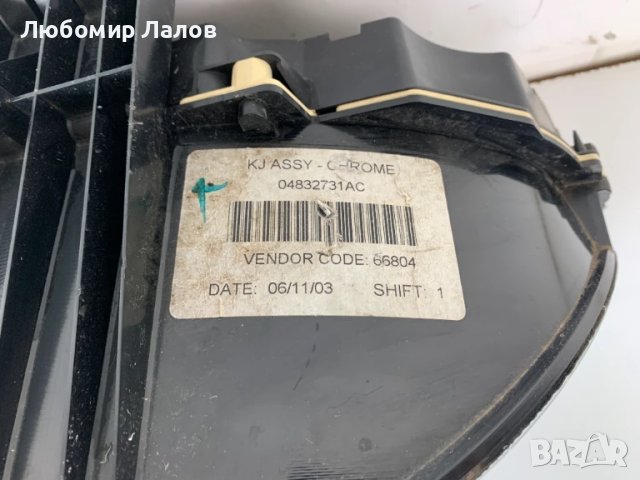 Любомир Лалов
KJ ASSY - CHROME
04832731AC
VENDOR CODE: 66804
DATE: 06/11/03 SHIFT: 1
BAZAR